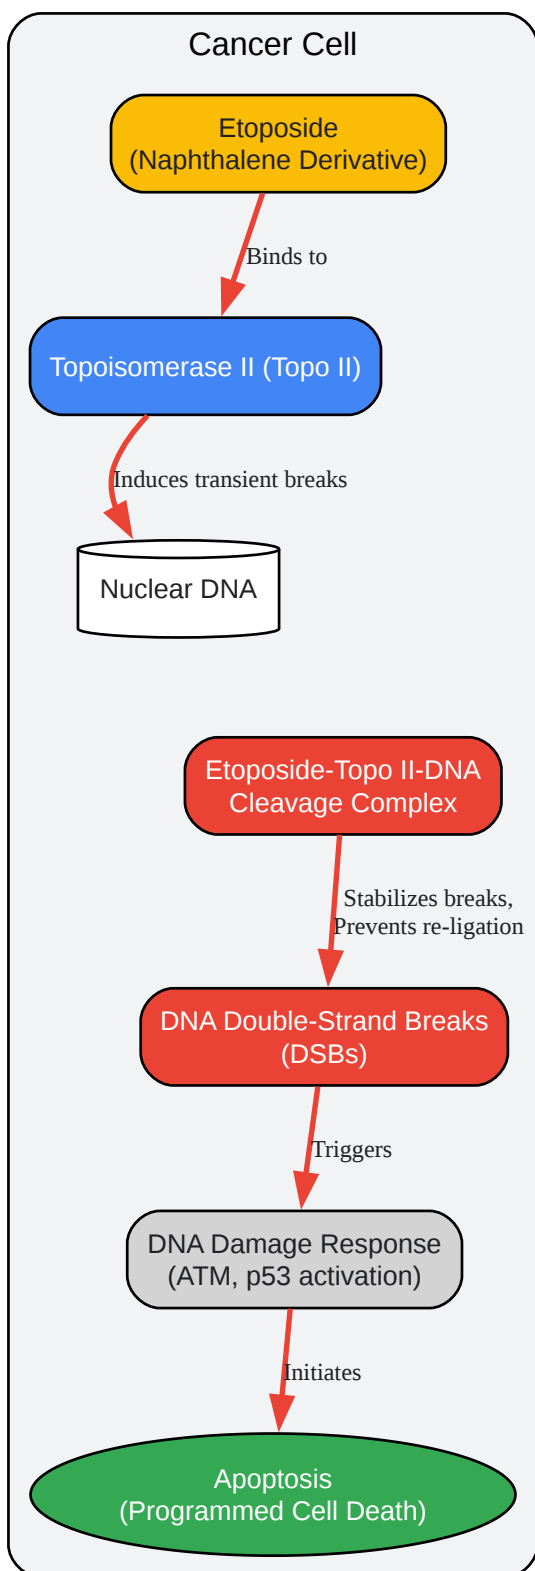 Cancer Cell
Etoposide
(Naphthalene Derivative)
Binds to
Topoisomerase II (Topo II)
Induces transient breaks
Nuclear DNA
Etoposide-Topo II-DNA
Cleavage Complex
Stabilizes breaks,
Prevents re-ligation
DNA Double-Strand Breaks
(DSBs)
Triggers
DNA Damage Response
(ATM, p53 activation)
Initiates
Apoptosis
(Programmed Cell Death)